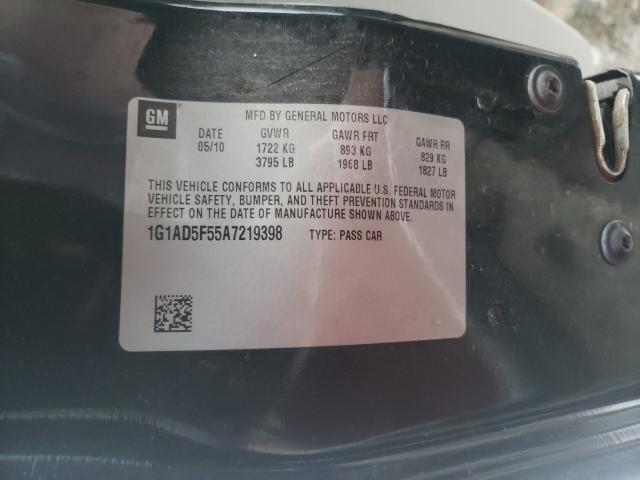 GM
MFD BY GENERAL MOTORS LLC
DATE GVWR GAWR FRT GAWR RR
05/10 1722 KG 893 KG 829 KG
3795 LB 1968 LB 1827 LB
THIS VEHICLE CONFORMS TO ALL APPLICABLE U.S. FEDERAL MOTOR
VEHICLE SAFETY, BUMPER, AND THEFT PREVENTION STANDARDS IN
EFFECT ON THE DATE OF MANUFACTURE SHOWN ABOVE.
1G1AD5F55A7219398 TYPE: PASS CAR